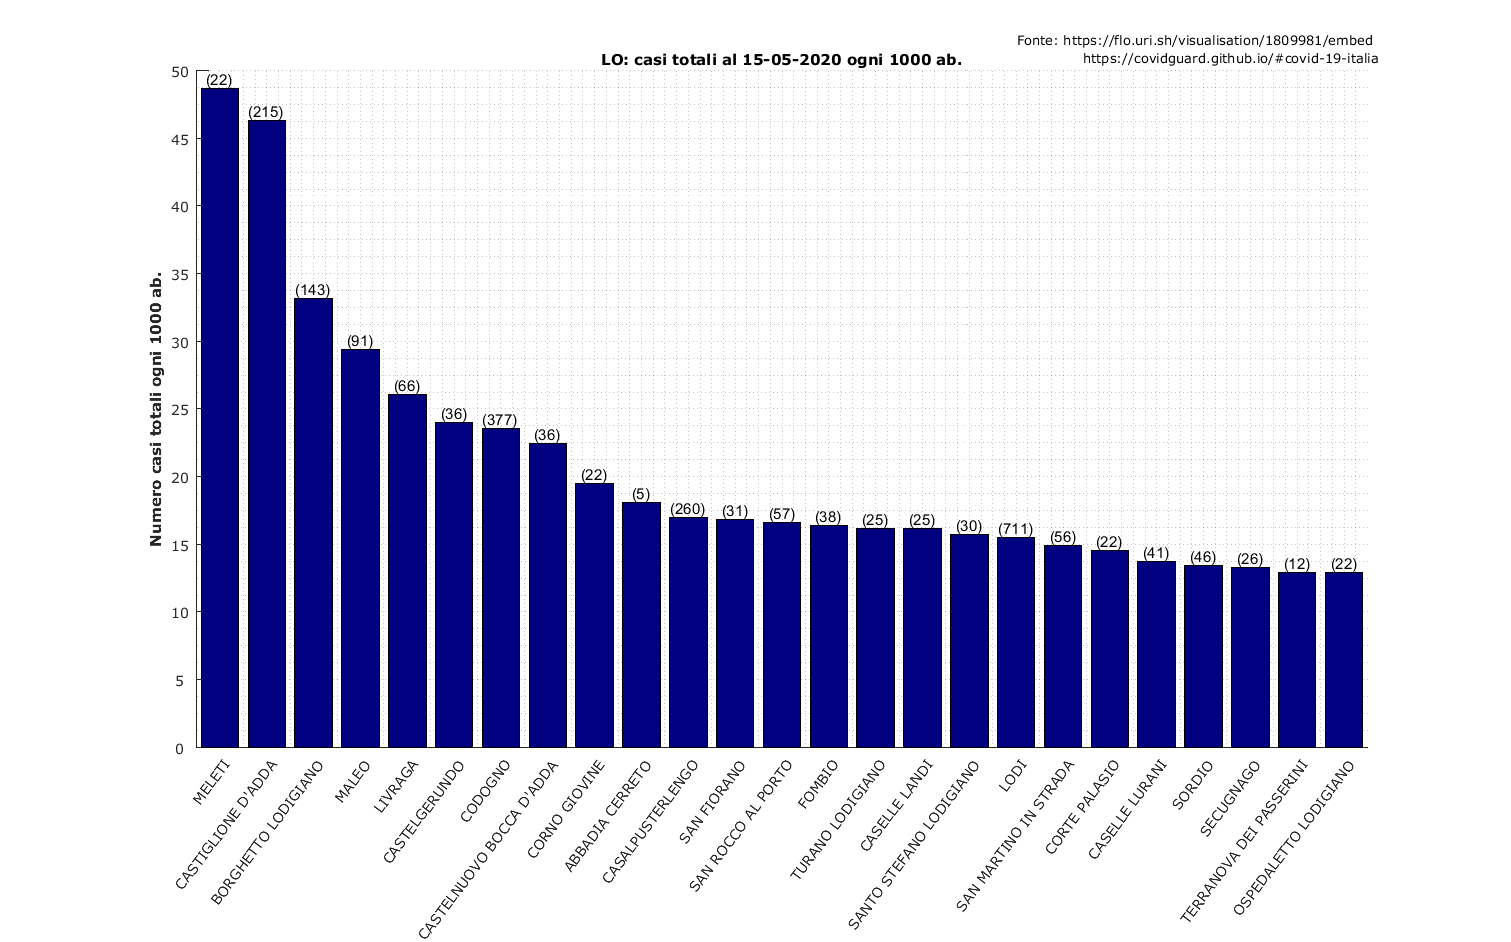 Fonte: https://flo.uri.sh/visualisation/1809981/embed
https://covidguard.github.io/#covid-19-italia
LO: casi totali al 15-05-2020 ogni 1000 ab.
Numero casi totali ogni 1000 ab.
50
45
40
35
30
25
20
15
10
5
0
(22)
(215)
(143)
(91)
(66)
(36)
(377)
(36)
(22)
(5)
(260)
(31)
(57)
(38)
(25)
(25)
(30)
(711)
(56)
(22)
(41)
(46)
(26)
(12)
(22)
MELETI
CASTIGLIONE D'ADDA
BORGHETTO LODIGIANO
MALEO
LIVRAGA
CASTELGERUNDO
CODOGNO
CASTELNUOVO BOCCA D'ADDA
CORNO GIOVINE
ABBADIA CERRETO
CASALPUSTERLENGO
SAN FIORANO
SAN ROCCO AL PORTO
FOMBIO
TURANO LODIGIANO
CASELLE LANDI
SANTO STEFANO LODIGIANO
LODI
SAN MARTINO IN STRADA
CORTE PALASIO
CASELLE LURANI
SORDIO
SECUGNAGO
TERRANOVA DEI PASSERINI
OSPEDALETTO LODIGIANO